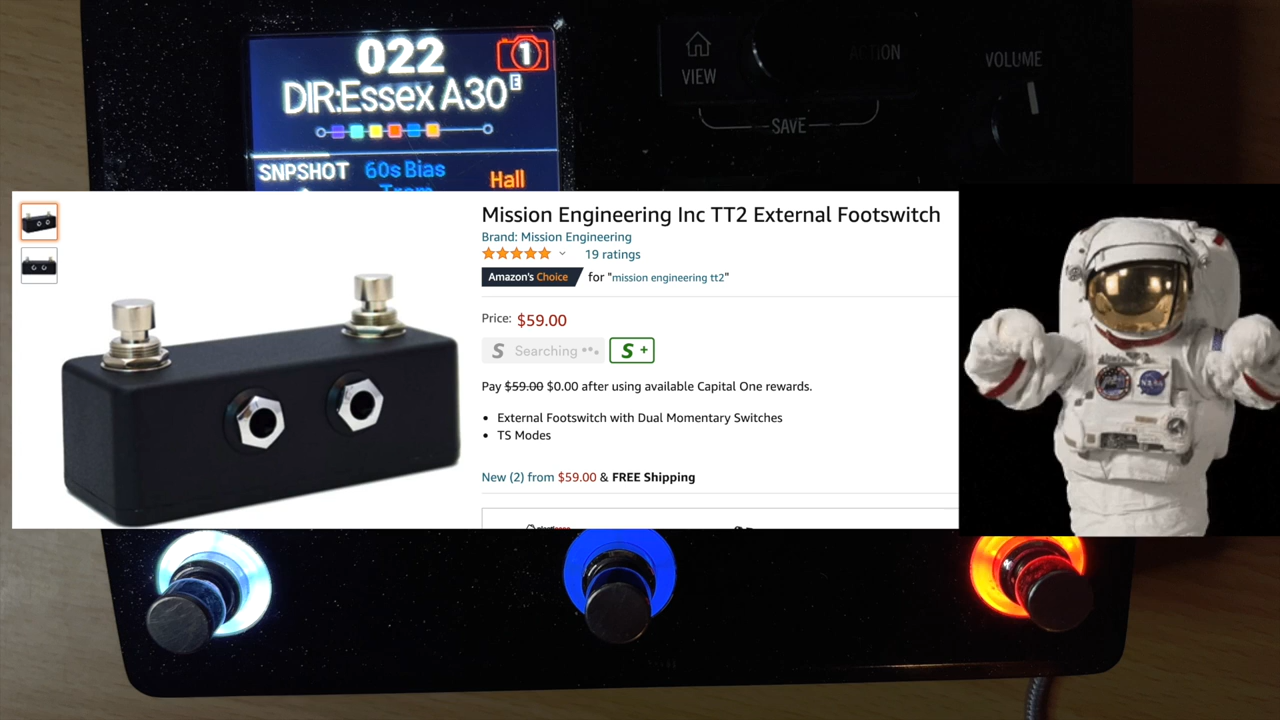 022
1
DIR:Essex A30 E
SNPSHOT 60s Bias Hall
VIEW
ACTION
SAVE
VOLUME
Mission Engineering Inc TT2 External Footswitch
Brand: Mission Engineering
19 ratings
Amazon's Choice for "mission engineering tt2"
Price: $59.00
S Searching S +
Pay $59.00 $0.00 after using available Capital One rewards.
• External Footswitch with Dual Momentary Switches
• TS Modes
New (2) from $59.00 & FREE Shipping
NASA